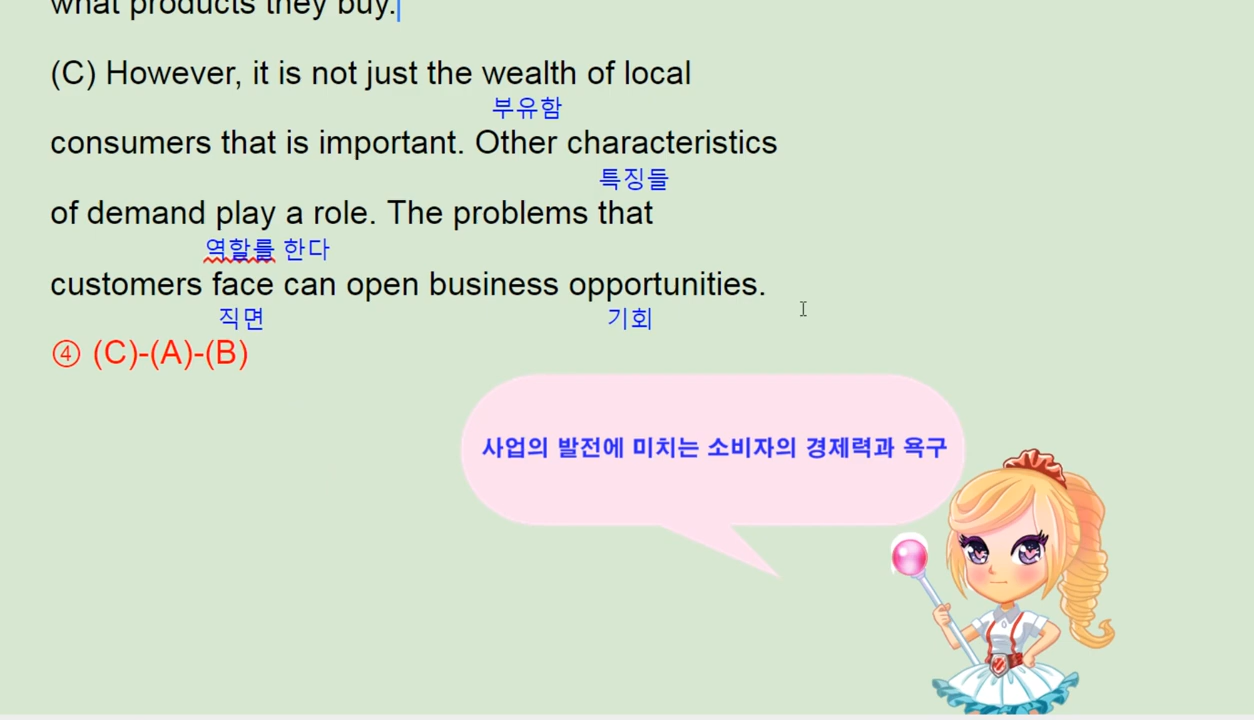 what products they buy.
(C) However, it is not just the wealth of local
부유함
consumers that is important. Other characteristics
특징들
of demand play a role. The problems that
역할를 한다
customers face can open business opportunities.
직면 기회
④ (C)-(A)-(B)
사업의 발전에 미치는 소비자의 경제력과 욕구